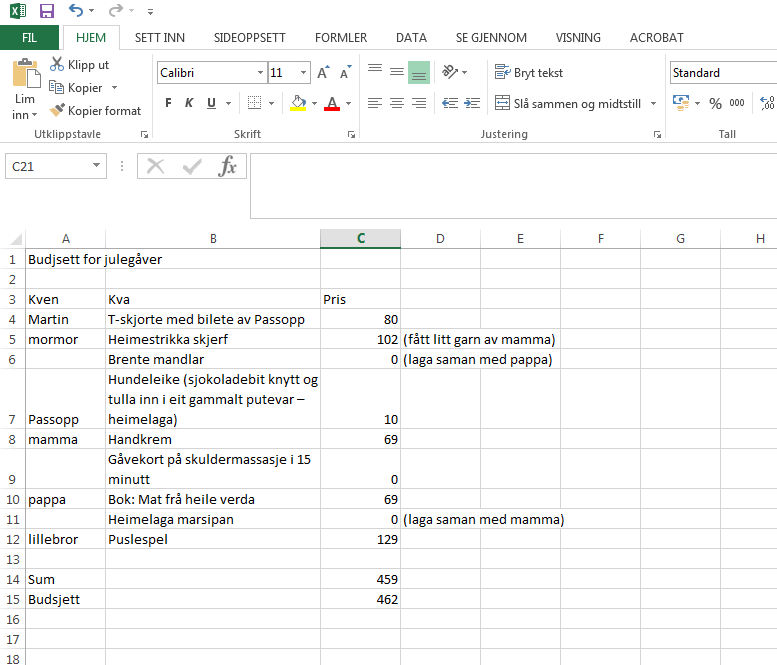 FIL HJEM SETT INN SIDEOPPSETT FORMLER DATA SE GJENNOM VISNING ACROBAT
Lim inn
Klipp ut
Kopier
Kopier format
Utklippstavle
Calibri 11 A A
F K U A
Skrift
Bryt tekst
Slå sammen og midtstill
Justering
Standard
% 000 ,00
Tall
C21 fx
A B C D E F G H
1 Budjsett for julegåver
2
3 Kven Kva Pris
4 Martin T-skjorte med bilete av Passopp 80
5 mormor Heimestrikka skjerf 102 (fått litt garn av mamma)
6 Brente mandlar 0 (laga saman med pappa)
Hundeleike (sjokoladebit knytt og
tulla inn i eit gammalt putevar –
7 Passopp heimelaga) 10
8 mamma Handkrem 69
Gåvekort på skuldermassasje i 15
9 minutt 0
10 pappa Bok: Mat frå heile verda 69
11 Heimelaga marsipan 0 (laga saman med mamma)
12 lillebror Puslespel 129
13
14 Sum 459
15 Budsjett 462
16
17
18